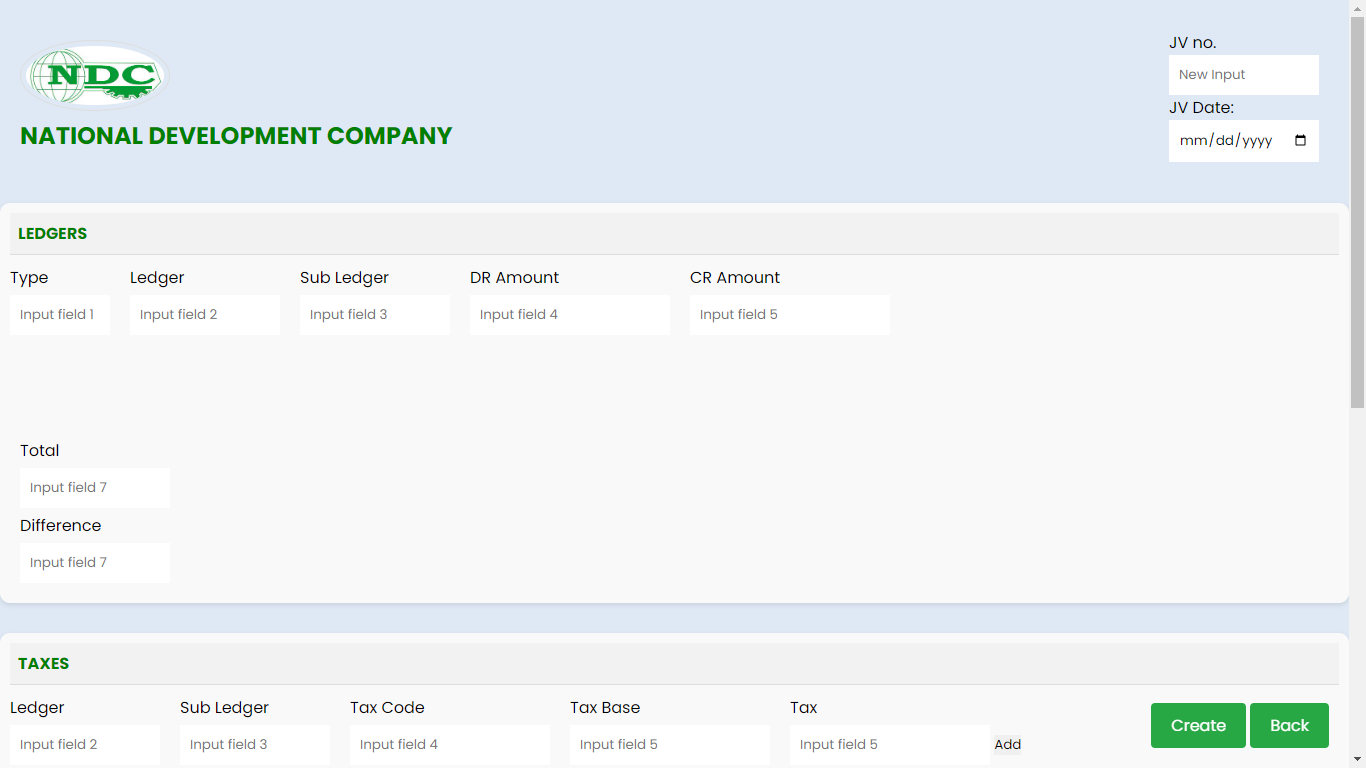 NDC
NATIONAL DEVELOPMENT COMPANY
JV no.
New Input
JV Date:
mm/dd/yyyy
LEDGERS
Type Ledger Sub Ledger DR Amount CR Amount
Input field 1 Input field 2 Input field 3 Input field 4 Input field 5
Total
Input field 7
Difference
Input field 7
TAXES
Ledger Sub Ledger Tax Code Tax Base Tax
Input field 2 Input field 3 Input field 4 Input field 5 Input field 5 Add
Create Back